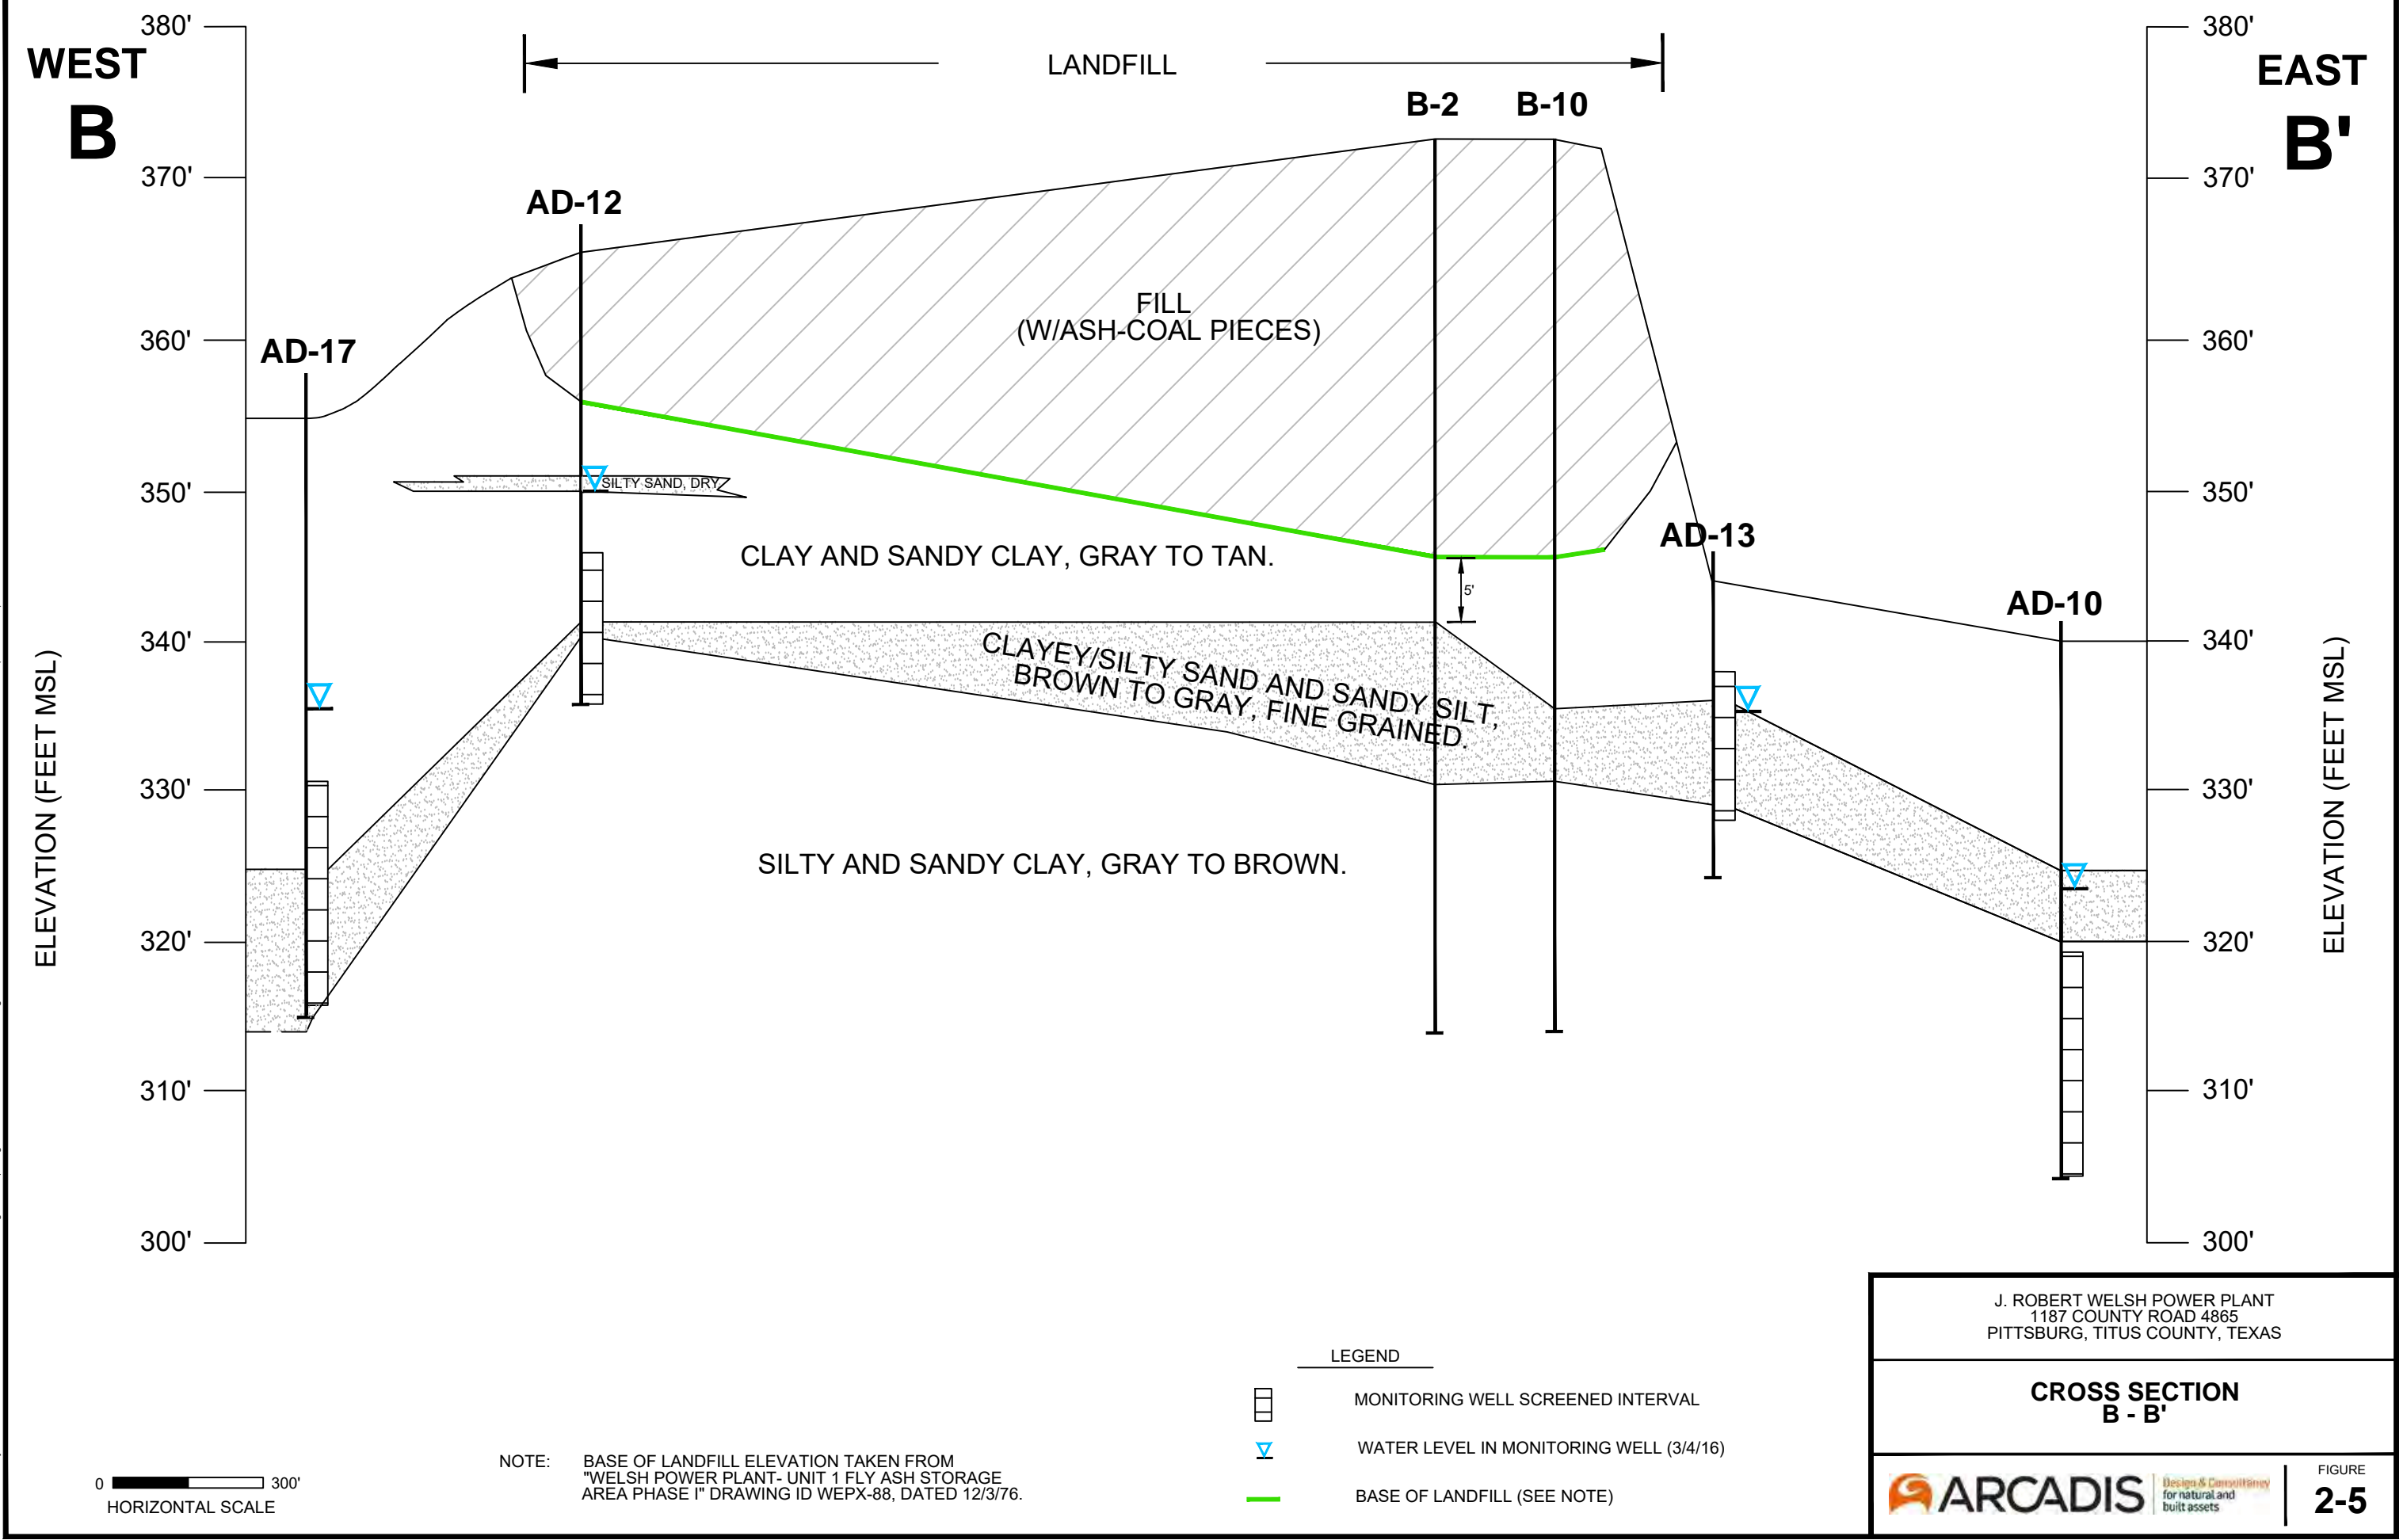 380'
380'
WEST
LANDFILL
EAST
B
B-2
B-10
B'
370'
370'
AD-12
FILL
(W/ASH-COAL PIECES)
360'
360'
AD-17
350'
SILTY SAND, DRY
350'
AD-13
CLAY AND SANDY CLAY, GRAY TO TAN.
5'
AD-10
340'
340'
CLAYEY/SILTY SAND AND SANDY SILT,
BROWN TO GRAY, FINE GRAINED.
ELEVATION (FEET MSL)
ELEVATION (FEET MSL)
330'
330'
SILTY AND SANDY CLAY, GRAY TO BROWN.
320'
320'
310'
310'
300'
300'
J. ROBERT WELSH POWER PLANT
1187 COUNTY ROAD 4865
PITTSBURG, TITUS COUNTY, TEXAS
LEGEND
MONITORING WELL SCREENED INTERVAL
WATER LEVEL IN MONITORING WELL (3/4/16)
BASE OF LANDFILL (SEE NOTE)
CROSS SECTION
B - B'
NOTE: BASE OF LANDFILL ELEVATION TAKEN FROM
"WELSH POWER PLANT- UNIT 1 FLY ASH STORAGE
AREA PHASE I" DRAWING ID WEPX-88, DATED 12/3/76.
0 300'
HORIZONTAL SCALE
ARCADIS
Design & Consultancy
for natural and
built assets
FIGURE
2-5